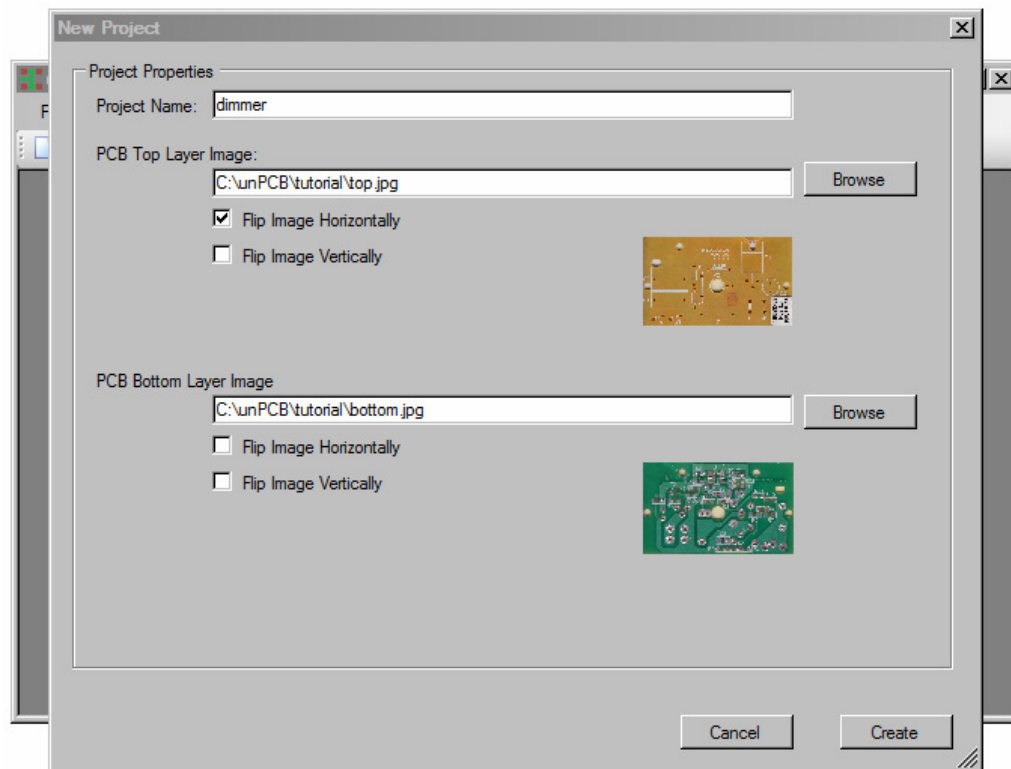 New Project
Project Properties
Project Name: dimmer
PCB Top Layer Image:
C:\unPCB\tutorial\top.jpg Browse
Flip Image Horizontally
Flip Image Vertically
PCB Bottom Layer Image
C:\unPCB\tutorial\bottom.jpg Browse
Flip Image Horizontally
Flip Image Vertically
Cancel Create